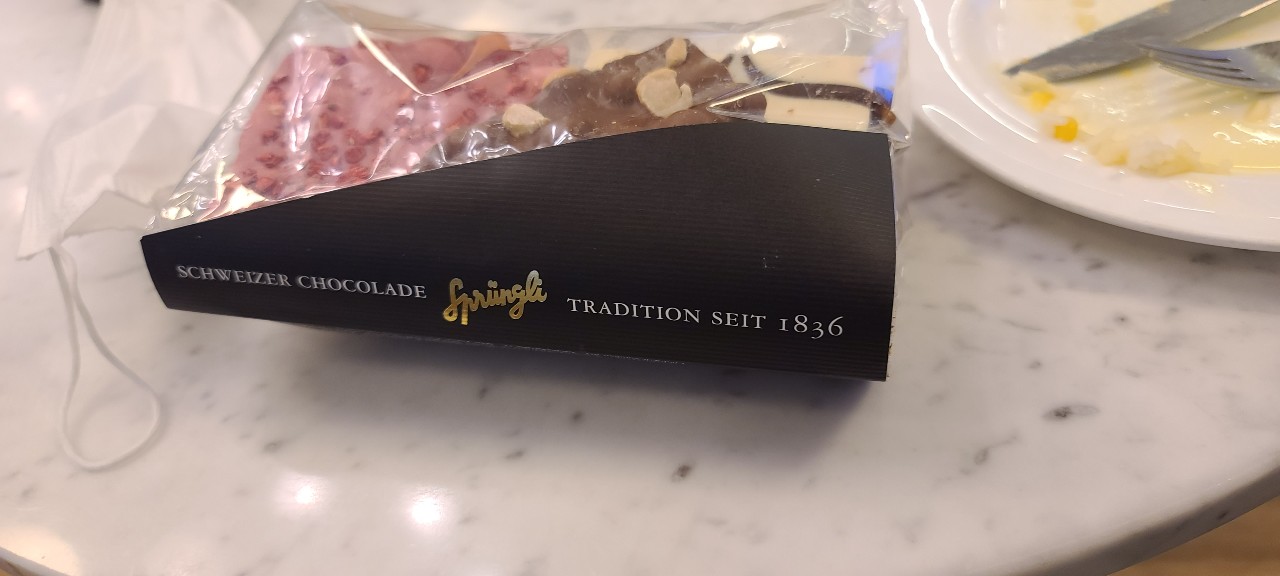 SCHWEIZER CHOCOLADE Sprüngli TRADITION SEIT 1836